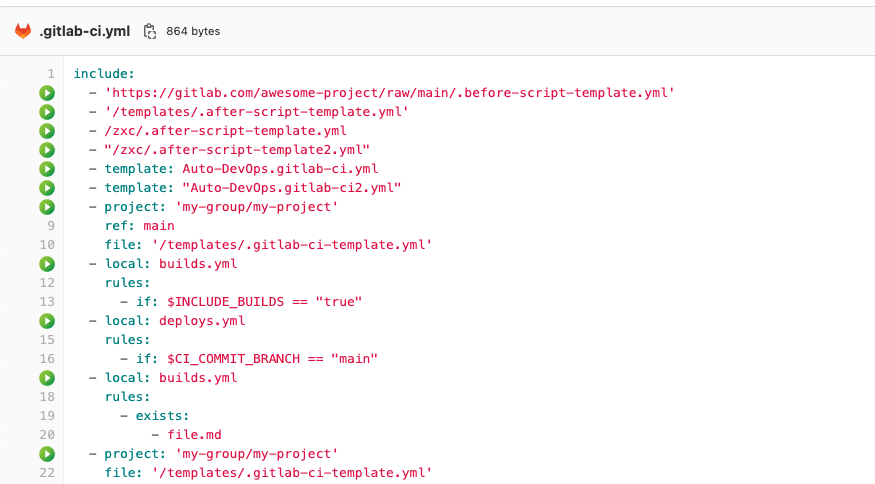 .gitlab-ci.yml 864 bytes
1 include:
- 'https://gitlab.com/awesome-project/raw/main/.before-script-template.yml'
- '/templates/.after-script-template.yml'
- /zxc/.after-script-template.yml
- "/zxc/.after-script-template2.yml"
- template: Auto-DevOps.gitlab-ci.yml
- template: "Auto-DevOps.gitlab-ci2.yml"
- project: 'my-group/my-project'
9 ref: main
10 file: '/templates/.gitlab-ci-template.yml'
- local: builds.yml
12 rules:
13 - if: $INCLUDE_BUILDS == "true"
- local: deploys.yml
15 rules:
16 - if: $CI_COMMIT_BRANCH == "main"
- local: builds.yml
18 rules:
19 - exists:
20 - file.md
- project: 'my-group/my-project'
22 file: '/templates/.gitlab-ci-template.yml'